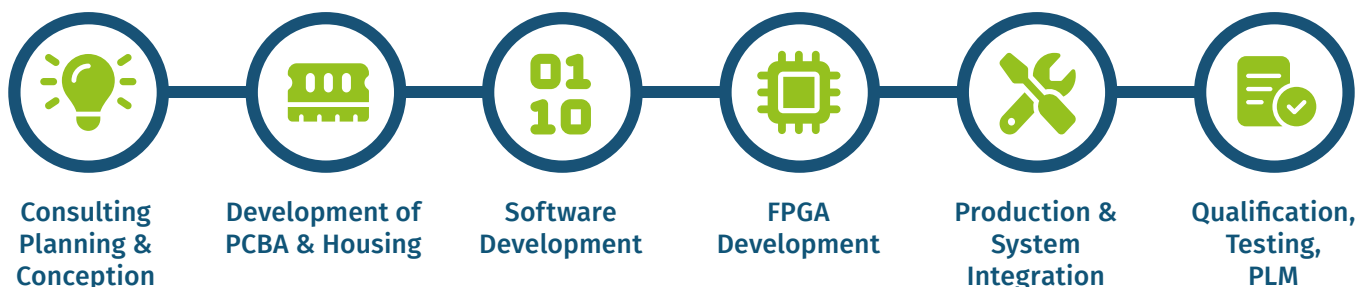 01
10
Consulting
Planning &
Conception
Development of
PCBA & Housing
Software
Development
FPGA
Development
Production &
System
Integration
Qualification,
Testing,
PLM